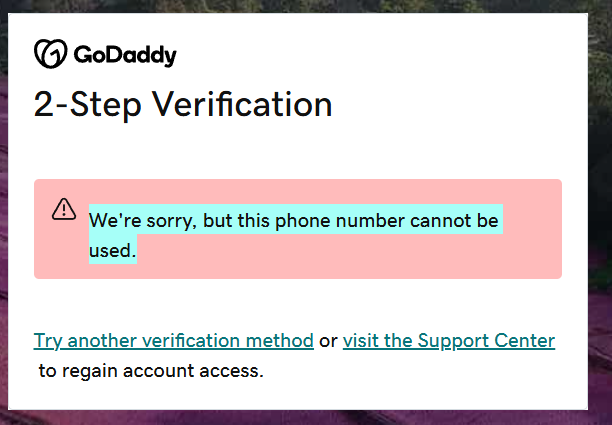 GoDaddy
2-Step Verification
We're sorry, but this phone number cannot be
used.
Try another verification method or visit the Support Center
to regain account access.